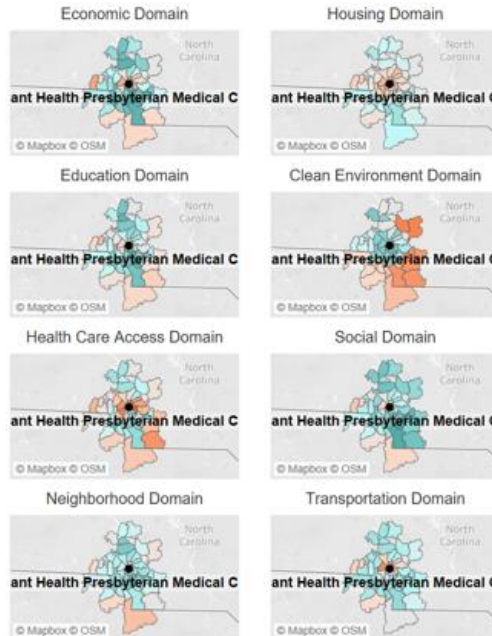 Economic Domain
North
Carolina
ant Health Presbyterian Medical C
© Mapbox © OSM
Housing Domain
North
Carolina
ant Health Presbyterian Medical C
© Mapbox © OSM
Education Domain
North
Carolina
ant Health Presbyterian Medical C
© Mapbox © OSM
Clean Environment Domain
North
Carolina
ant Health Presbyterian Medical C
© Mapbox © OSM
Health Care Access Domain
North
Carolina
ant Health Presbyterian Medical C
© Mapbox © OSM
Social Domain
North
Carolina
ant Health Presbyterian Medical C
© Mapbox © OSM
Neighborhood Domain
North
Carolina
ant Health Presbyterian Medical C
© Mapbox © OSM
Transportation Domain
North
Carolina
ant Health Presbyterian Medical C
© Mapbox © OSM